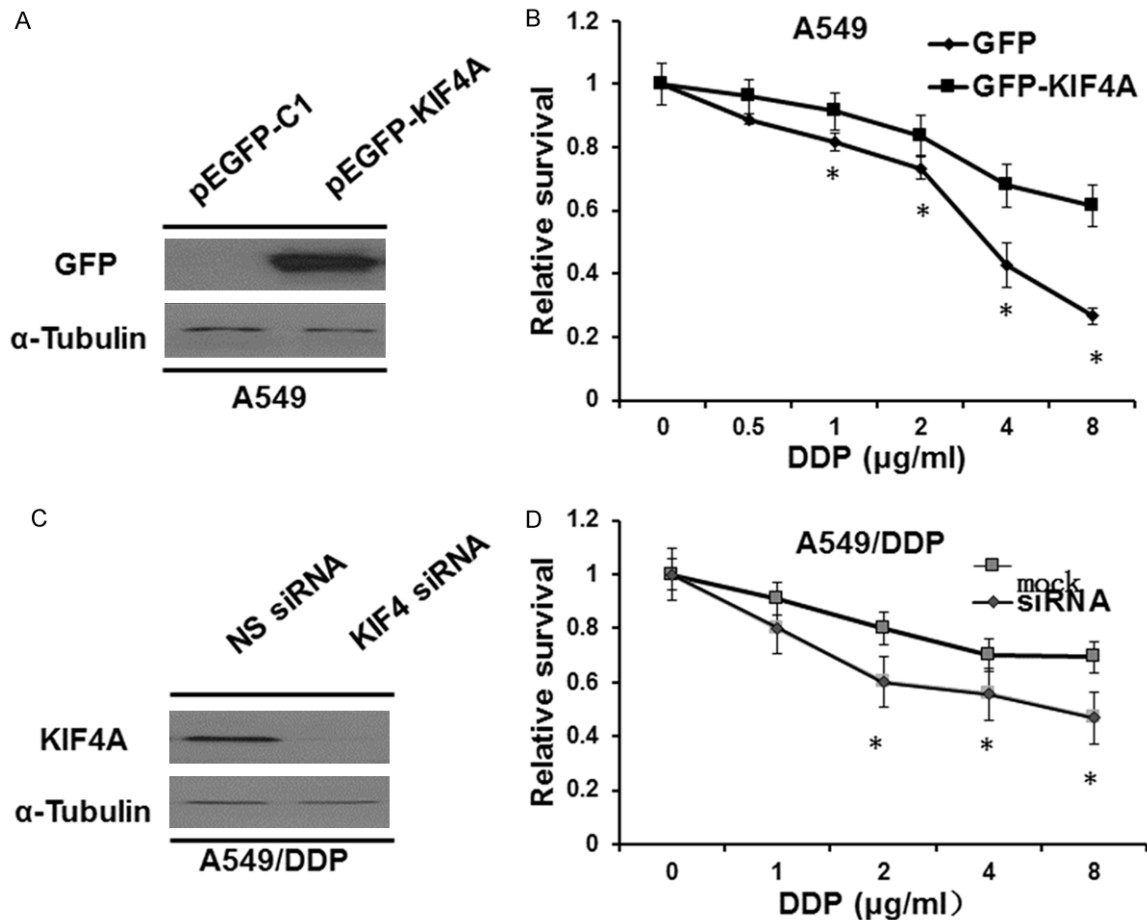 A
pEGFP-C1
pEGFP-KIF4A
GFP
α-Tubulin
A549
B
A549
GFP
GFP-KIF4A
Relative survival
1.2
1
0.8
0.6
0.4
0.2
0
0 0.5 1 2 4 8
* * * *
DDP (μg/ml)
C
NS siRNA
KIF4 siRNA
KIF4A
α-Tubulin
A549/DDP
D
A549/DDP
mock
siRNA
Relative survival
1.2
1
0.8
0.6
0.4
0.2
0
0 1 2 4 8
* * *
DDP (μg/ml）